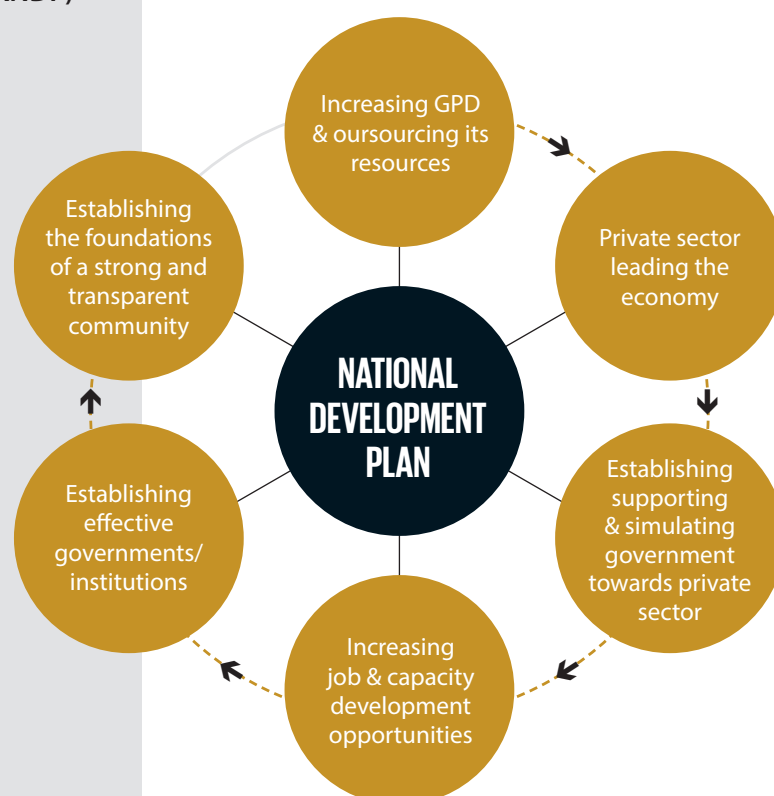 Increasing GPD
& oursourcing its
resources
Private sector
leading the
economy
Establishing
supporting
& simulating
government
towards private
sector
Increasing
job & capacity
development
opportunities
Establishing
effective
governments/
institutions
Establishing
the foundations
of a strong and
transparent
community
NATIONAL
DEVELOPMENT
PLAN